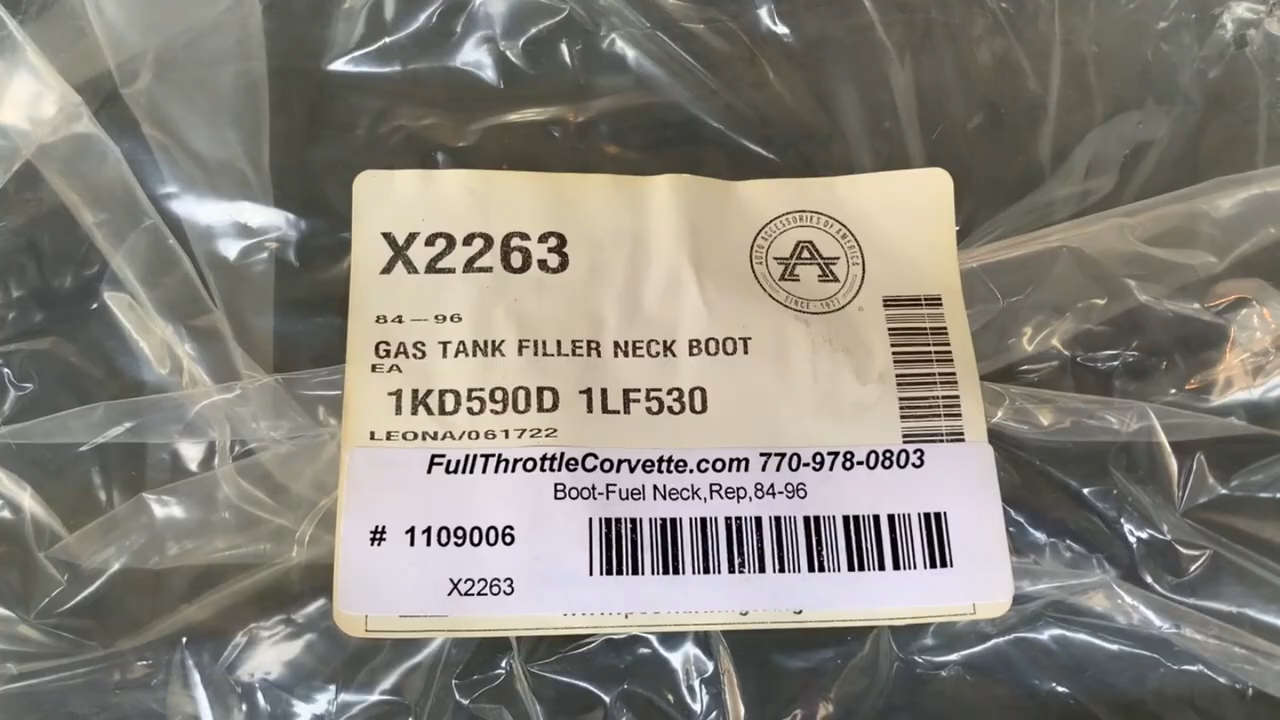 X2263
AUTO ACCESSORIES OF AMERICA
A
SINCE - 1977
84-96
GAS TANK FILLER NECK BOOT
EA
1KD590D 1LF530
LEONA/061722
FullThrottleCorvette.com 770-978-0803
Boot-Fuel Neck,Rep,84-96
# 1109006
X2263